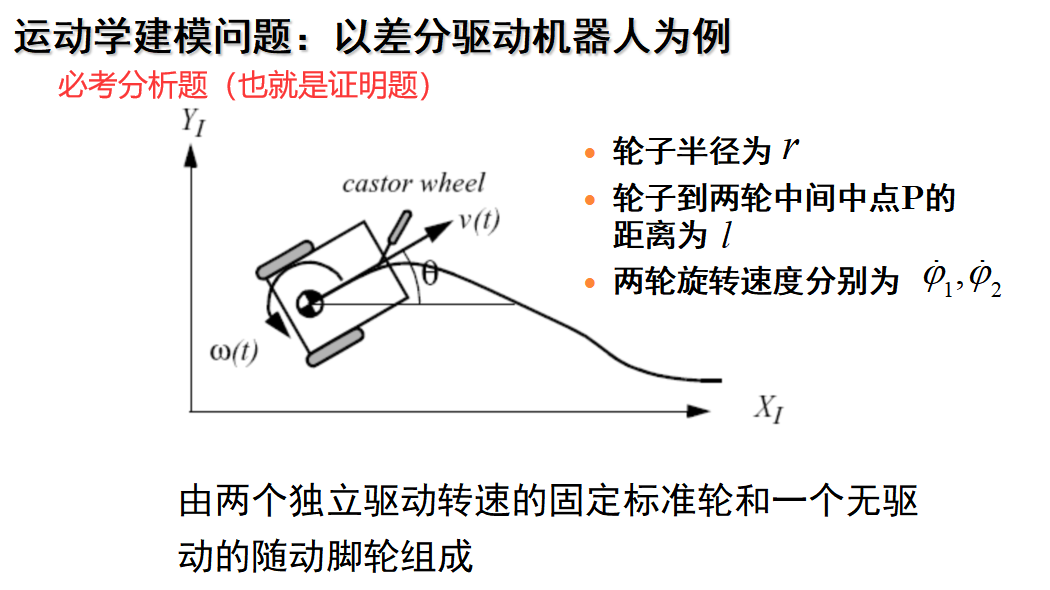 运动学建模问题：以差分驱动机器人为例
必考分析题（也就是证明题）
Y_I
castor wheel
v(t)
θ
ω(t)
X_I
• 轮子半径为 r
• 轮子到两轮中间中点P的
距离为 l
• 两轮旋转速度分别为 φ̇₁,φ̇₂
由两个独立驱动转速的固定标准轮和一个无驱
动的随动脚轮组成